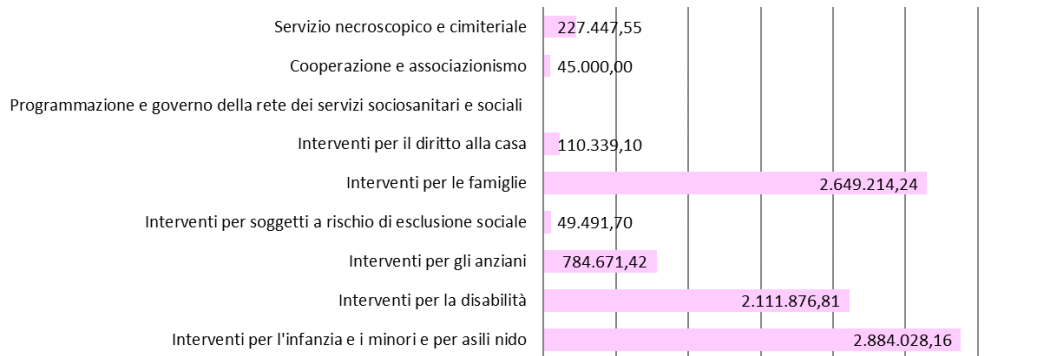 Servizio necroscopico e cimiteriale 227.447,55
Cooperazione e associazionismo 45.000,00
Programmazione e governo della rete dei servizi sociosanitari e sociali
Interventi per il diritto alla casa 110.339,10
Interventi per le famiglie 2.649.214,24
Interventi per soggetti a rischio di esclusione sociale 49.491,70
Interventi per gli anziani 784.671,42
Interventi per la disabilità 2.111.876,81
Interventi per l'infanzia e i minori e per asili nido 2.884.028,16